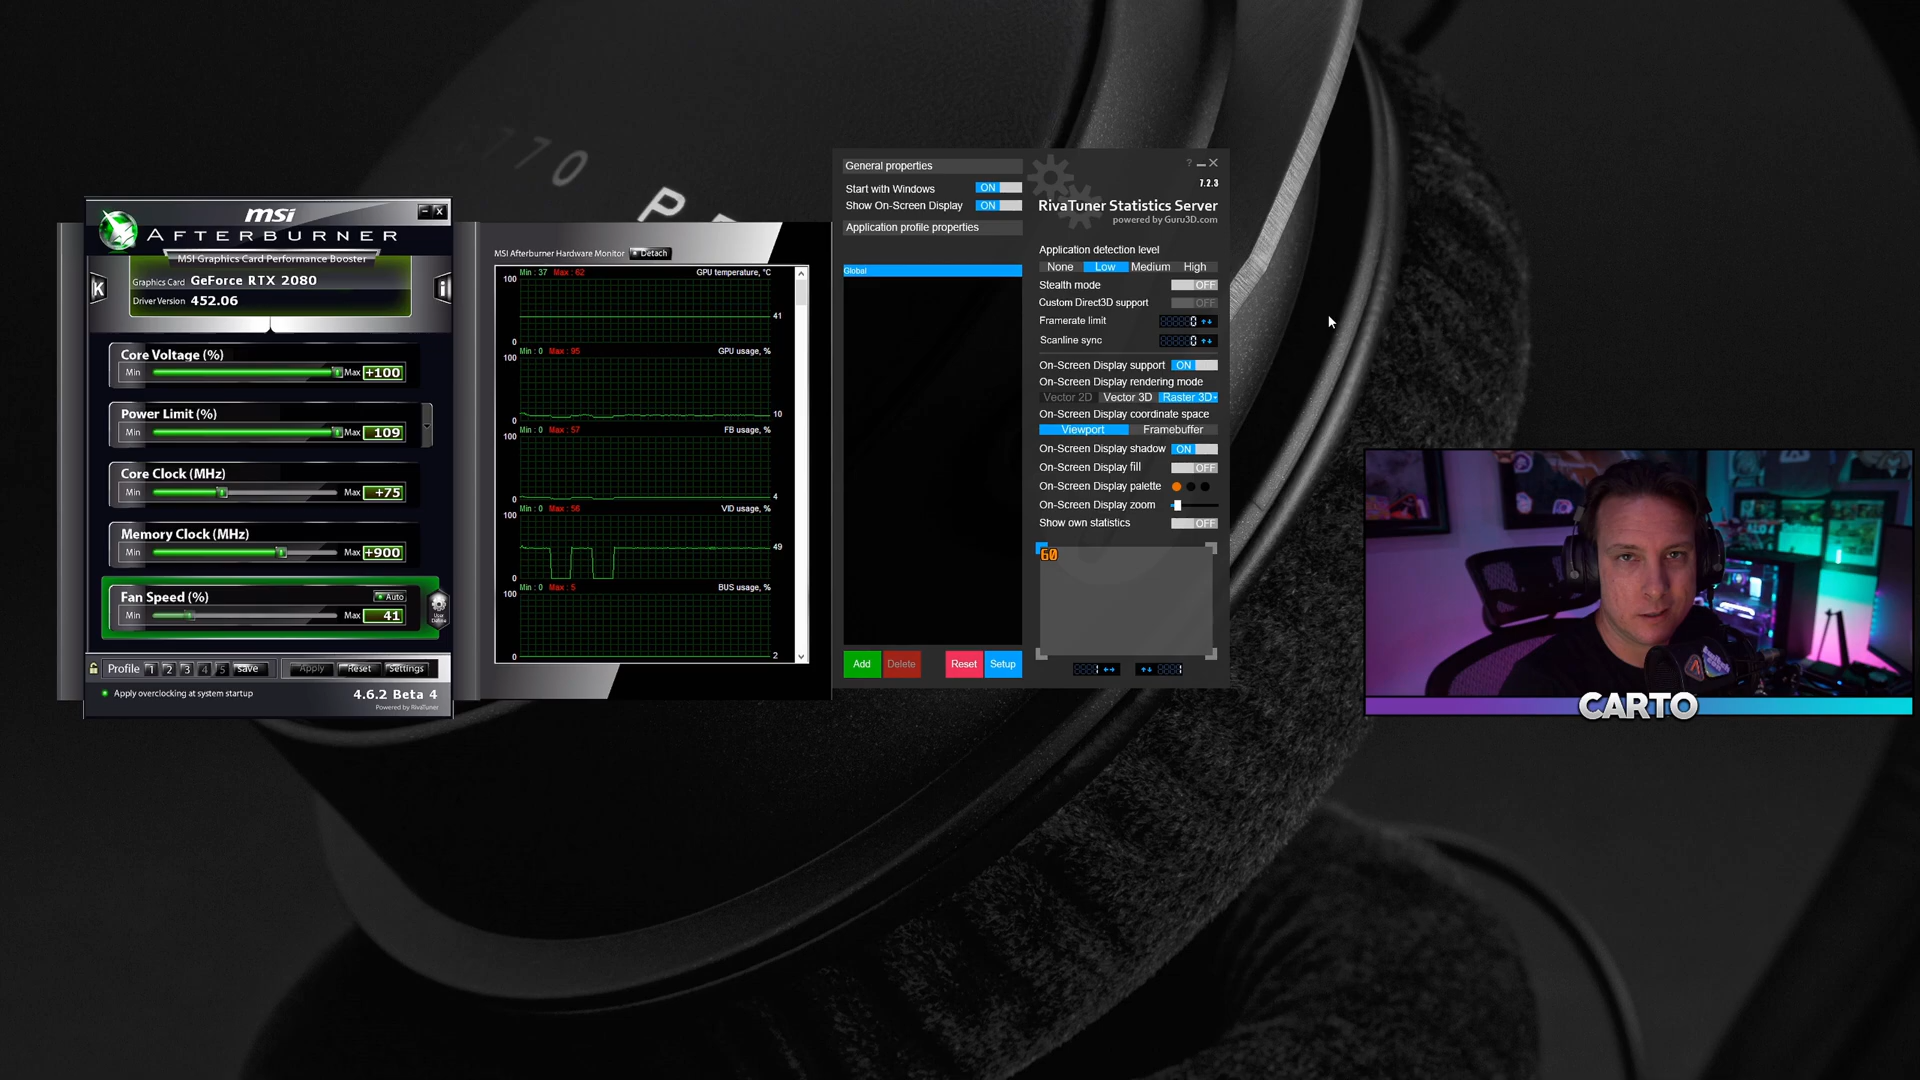 770
msi
AFTERBURNER
MSI Graphics Card Performance Booster
K
i
Graphics Card GeForce RTX 2080
Driver Version 452.06
Core Voltage (%)
Min Max +100
Power Limit (%)
Min Max 109
Core Clock (MHz)
Min Max +75
Memory Clock (MHz)
Min Max +900
Fan Speed (%) Auto
Min Max 41
User Define
Profile 1 2 3 4 5 save Apply Reset Settings
Apply overclocking at system startup 4.6.2 Beta 4
Powered by RivaTuner
MSI Afterburner Hardware Monitor Detach
Min : 37 Max : 62 GPU temperature, °C
100
41
0
Min : 0 Max : 95 GPU usage, %
100
10
0
Min : 0 Max : 57 FB usage, %
100
4
0
Min : 0 Max : 56 VID usage, %
100
49
0
Min : 0 Max : 5 BUS usage, %
100
2
0
General properties
Start with Windows ON
Show On-Screen Display ON
Application profile properties
Global
Add Delete Reset Setup
?
7.2.3
RivaTuner Statistics Server
powered by Guru3D.com
Application detection level
None Low Medium High
Stealth mode OFF
Custom Direct3D support OFF
Framerate limit 0
Scanline sync 0
On-Screen Display support ON
On-Screen Display rendering mode
Vector 2D Vector 3D Raster 3D
On-Screen Display coordinate space
Viewport Framebuffer
On-Screen Display shadow ON
On-Screen Display fill OFF
On-Screen Display palette
On-Screen Display zoom
Show own statistics OFF
60
1 1
CARTO